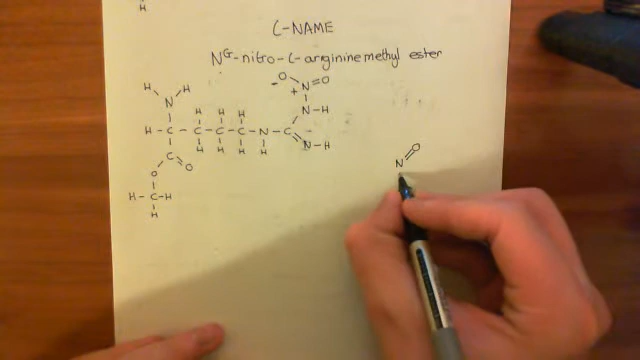 H
L-NAME
N^G-nitro-L-arginine methyl ester
O N O
- +
H H
N N-H
H H H
H-C-C-C-C-N-C
H H H H N-H
C O
O
H-C-H
H
O
N